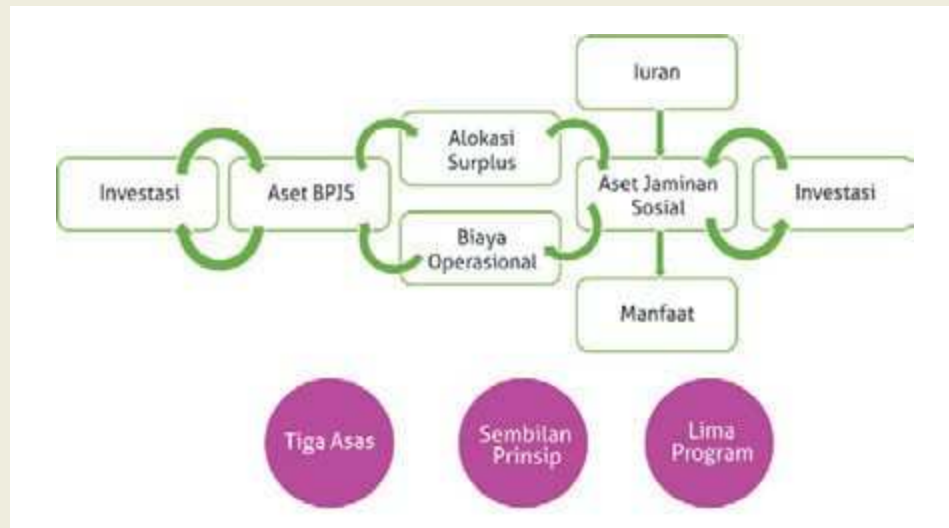 Iuran
Alokasi
Surplus
Investasi
Aset BPJS
Aset Jaminan
Sosial
Investasi
Biaya
Operasional
Manfaat
Tiga Asas
Sembilan
Prinsip
Lima
Program